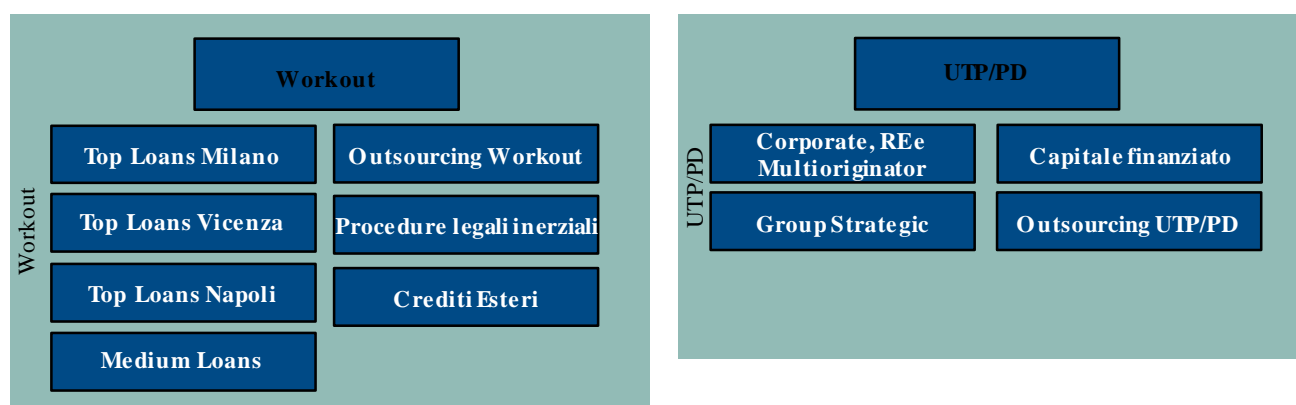 Workout
Workout
Top Loans Milano
Top Loans Vicenza
Top Loans Napoli
Medium Loans
Outsourcing Workout
Procedure legali inerziali
Crediti Esteri
UTP/PD
UTP/PD
Corporate, REe
Multioriginator
Group Strategic
Capitale finanziato
Outsourcing UTP/PD